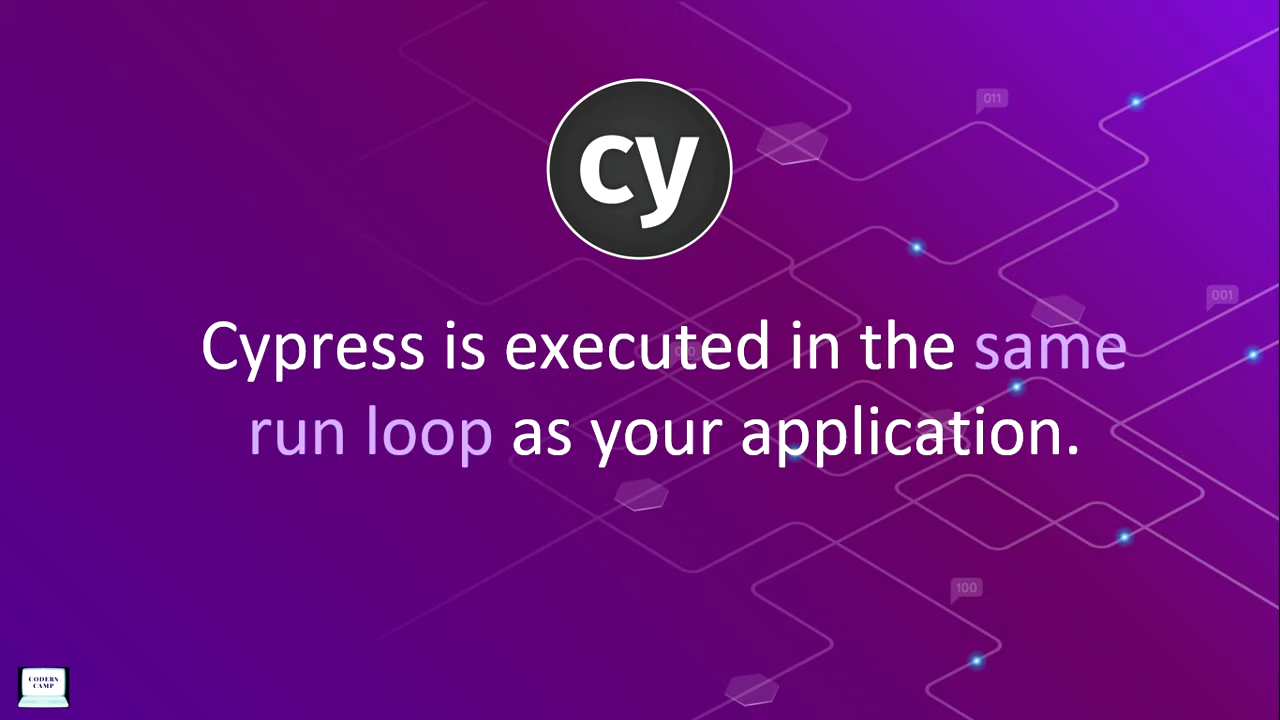 011
cy
001
Cypress is executed in the same
run loop as your application.
100
CODERS
CAMP